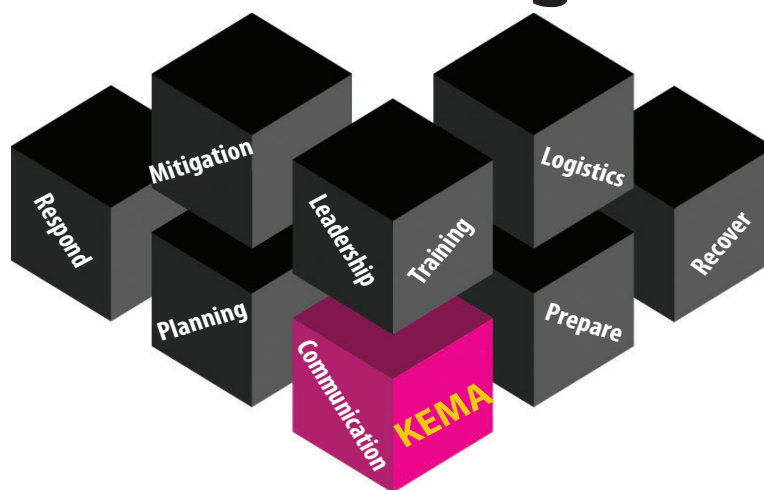 Mitigation
Logistics
Respond
Leadership
Training
Recover
Planning
Prepare
Communication
KEMA